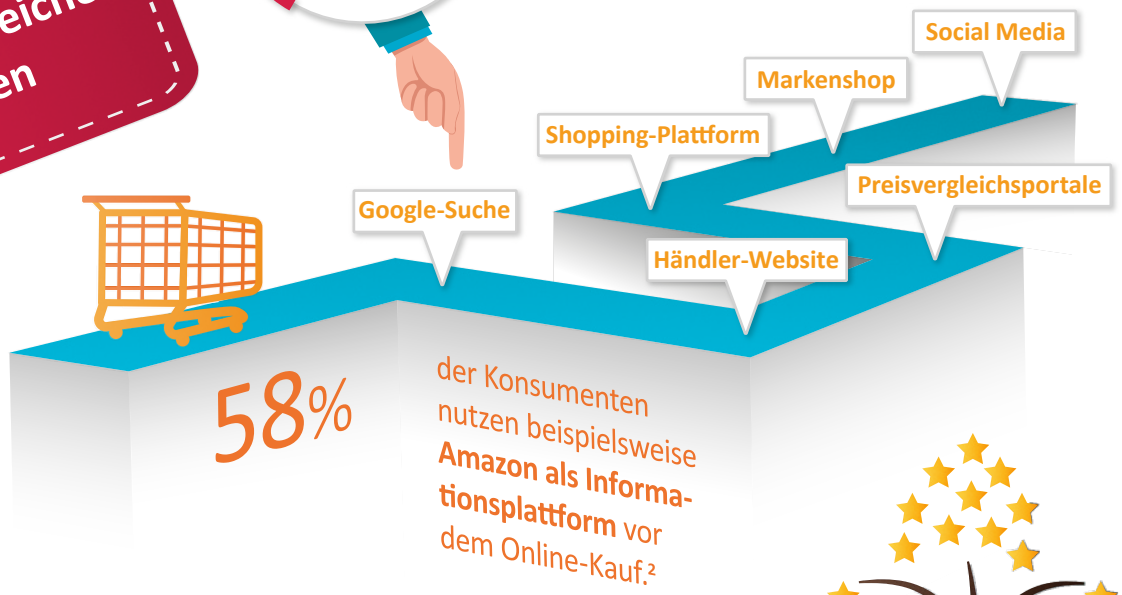 en
Social Media
Markenshop
Shopping-Plattform
Preisvergleichsportale
Google-Suche
Händler-Website
58%
der Konsumenten
nutzen beispielsweise
Amazon als Informa-
tionsplattform vor
dem Online-Kauf.²